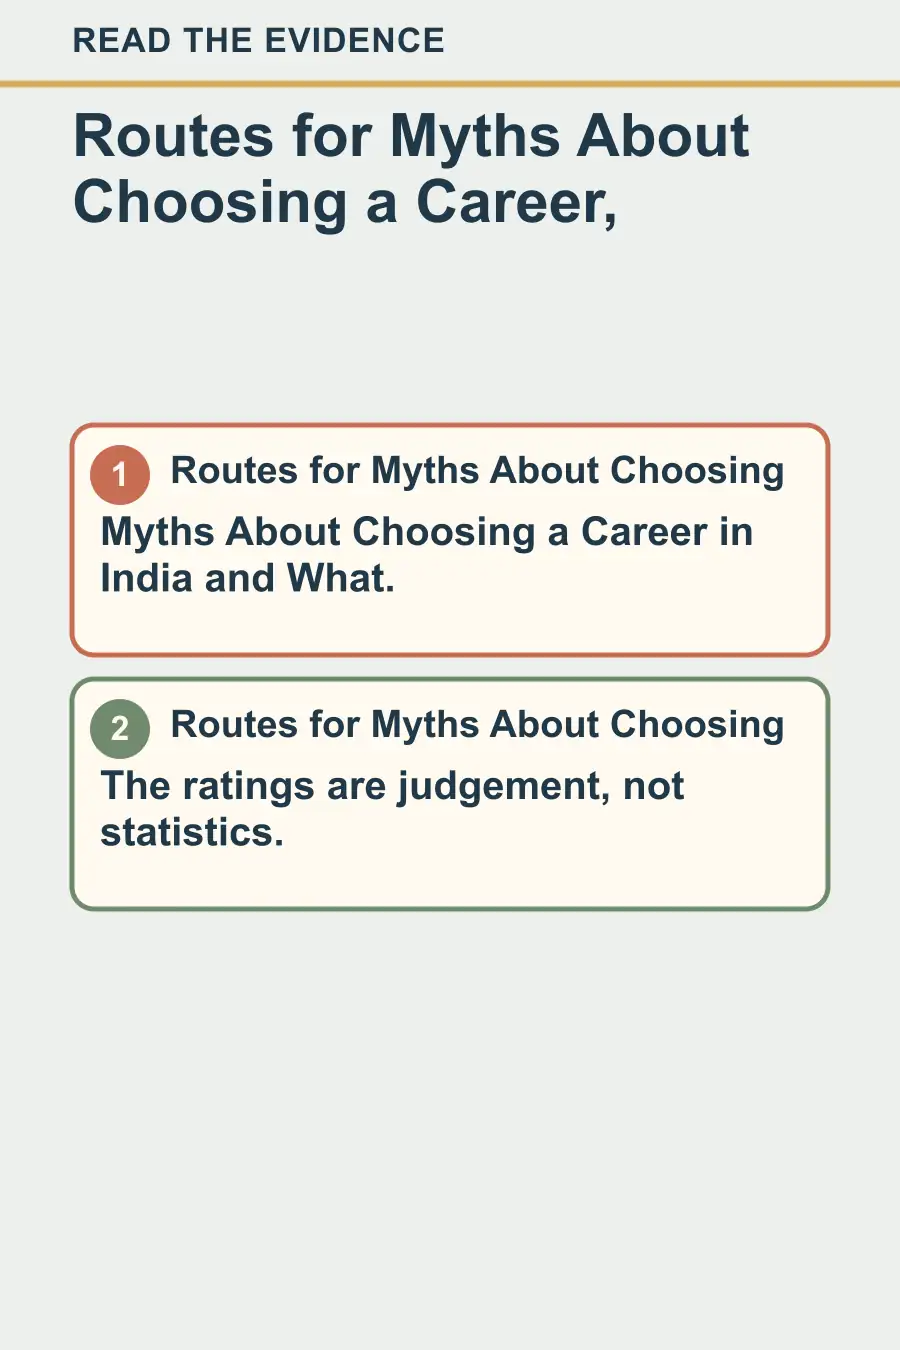 READ THE EVIDENCE
Routes for Myths About
Choosing a Career,
1 Routes for Myths About Choosing
Myths About Choosing a Career in
India and What.
2 Routes for Myths About Choosing
The ratings are judgement, not
statistics.